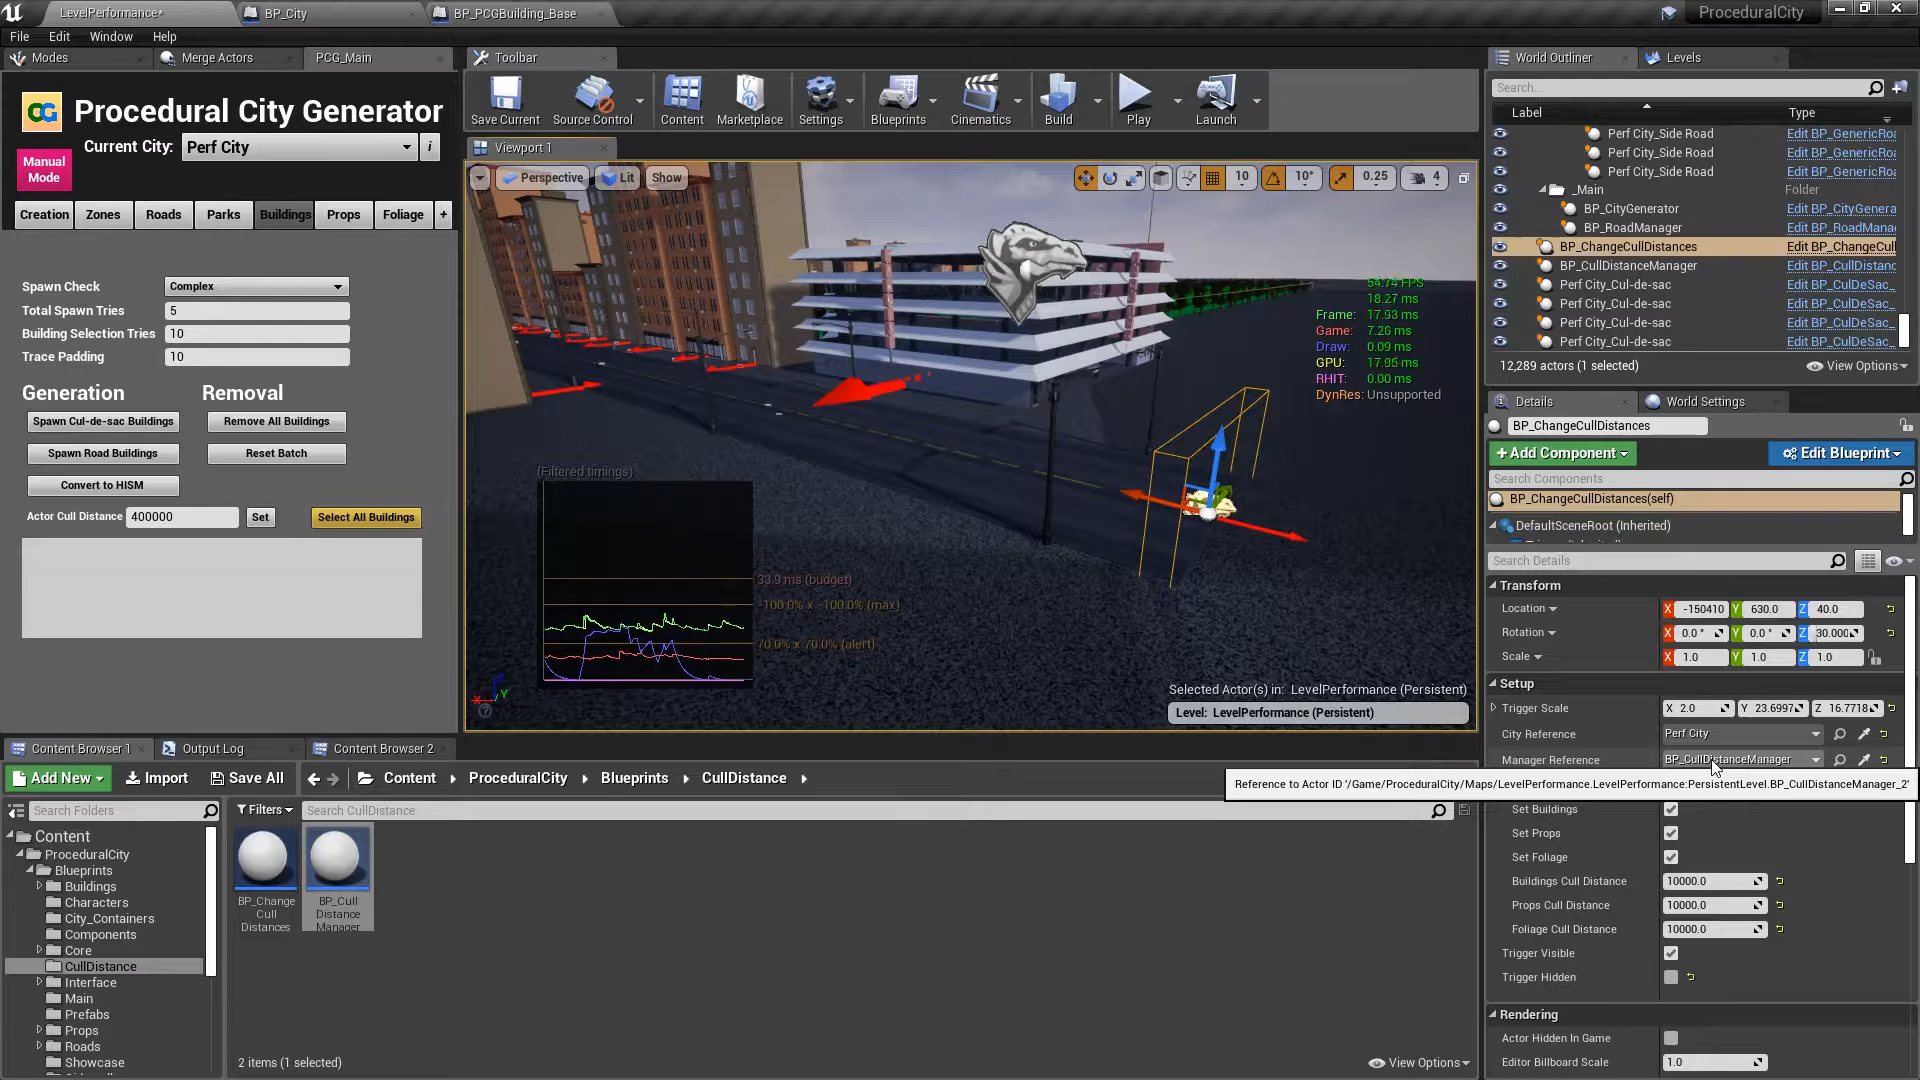 LevelPerformance*
BP_City
BP_PCGBuilding_Base
ProceduralCity
File Edit Window Help
Modes
Merge Actors
PCG_Main
Toolbar
World Outliner
Levels
CG Procedural City Generator
Current City: Perf City i
Manual
Mode
Creation Zones Roads Parks Buildings Props Foliage +
Save Current
Source Control
Content
Marketplace
Settings
Blueprints
Cinematics
Build
Play
Launch
Viewport 1
Perspective Lit Show
10 10° 0.25 4
Search...
Label Type
Perf City_Side Road Edit BP_GenericRoa
Perf City_Side Road Edit BP_GenericRoa
Perf City_Side Road Edit BP_GenericRoa
_Main Folder
BP_CityGenerator Edit BP_CityGenera
BP_RoadManager Edit BP_RoadMana
BP_ChangeCullDistances Edit BP_ChangeCull
BP_CullDistanceManager Edit BP_CullDistanc
Perf City_Cul-de-sac Edit BP_CulDeSac_
Perf City_Cul-de-sac Edit BP_CulDeSac_
Perf City_Cul-de-sac Edit BP_CulDeSac_
Perf City_Cul-de-sac Edit BP_CulDeSac_
12,289 actors (1 selected)
View Options
Spawn Check Complex
Total Spawn Tries 5
Building Selection Tries 10
Trace Padding 10
Generation Removal
Spawn Cul-de-sac Buildings Remove All Buildings
Spawn Road Buildings Reset Batch
Convert to HISM
Actor Cull Distance 400000 Set Select All Buildings
18.27 ms
Frame: 17.93 ms
Game: 7.26 ms
Draw: 0.09 ms
GPU: 17.95 ms
RHIT: 0.00 ms
DynRes: Unsupported
(Filtered timings)
33.9 ms (budget)
-100.0% x -100.0% (max)
70.0% x 70.0% (alert)
X Y
Selected Actor(s) in: LevelPerformance (Persistent)
Level: LevelPerformance (Persistent)
Details
World Settings
BP_ChangeCullDistances
+Add Component
Edit Blueprint
Search Components
BP_ChangeCullDistances(self)
DefaultSceneRoot (Inherited)
Search Details
Transform
Location X -150410 Y 630.0 Z 40.0
Rotation X 0.0 ° Y 0.0 ° Z 30.000
Scale X 1.0 Y 1.0 Z 1.0
Setup
Trigger Scale X 2.0 Y 23.6997 Z 16.7718
City Reference Perf City
Manager Reference BP_CullDistanceManager
Reference to Actor ID '/Game/ProceduralCity/Maps/LevelPerformance.LevelPerformance:PersistentLevel.BP_CullDistanceManager_2'
Set Buildings
Set Props
Set Foliage
Buildings Cull Distance 10000.0
Props Cull Distance 10000.0
Foliage Cull Distance 10000.0
Trigger Visible
Trigger Hidden
Rendering
Actor Hidden In Game
Editor Billboard Scale 1.0
Content Browser 1
Output Log
Content Browser 2
Add New Import Save All
Content ProceduralCity Blueprints CullDistance
Search Folders
Filters
Search CullDistance
Content
ProceduralCity
Blueprints
Buildings
Characters
City_Containers
Components
Core
CullDistance
Interface
Main
Prefabs
Props
Roads
Showcase
BP_Change
Cull
Distances
BP_Cull
Distance
Manager
2 items (1 selected)
View Options